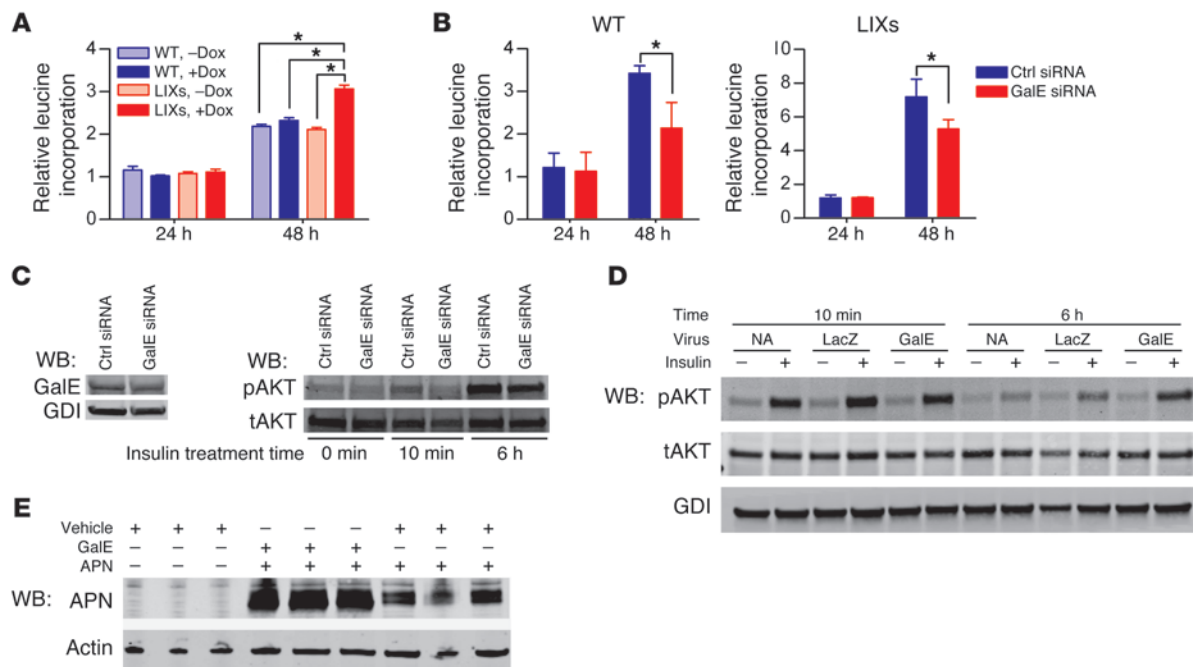 A
Relative leucine incorporation
4
3
2
1
0
WT, –Dox
WT, +Dox
LIXs, –Dox
LIXs, +Dox
*
*
*
24 h 48 h
B
WT
Relative leucine incorporation
4
3
2
1
0
*
24 h 48 h
LIXs
Relative leucine incorporation
10
8
6
4
2
0
*
24 h 48 h
Ctrl siRNA
GalE siRNA
C
Ctrl siRNA GalE siRNA
WB:
GalE
GDI
Ctrl siRNA GalE siRNA Ctrl siRNA GalE siRNA Ctrl siRNA GalE siRNA
WB:
pAKT
tAKT
Insulin treatment time 0 min 10 min 6 h
D
Time 10 min 6 h
Virus NA LacZ GalE NA LacZ GalE
Insulin – + – + – + – + – + – +
WB: pAKT
tAKT
GDI
E
Vehicle + + + – – – + + +
GalE – – – + + + – – –
APN – – – + + + + + +
WB: APN
Actin